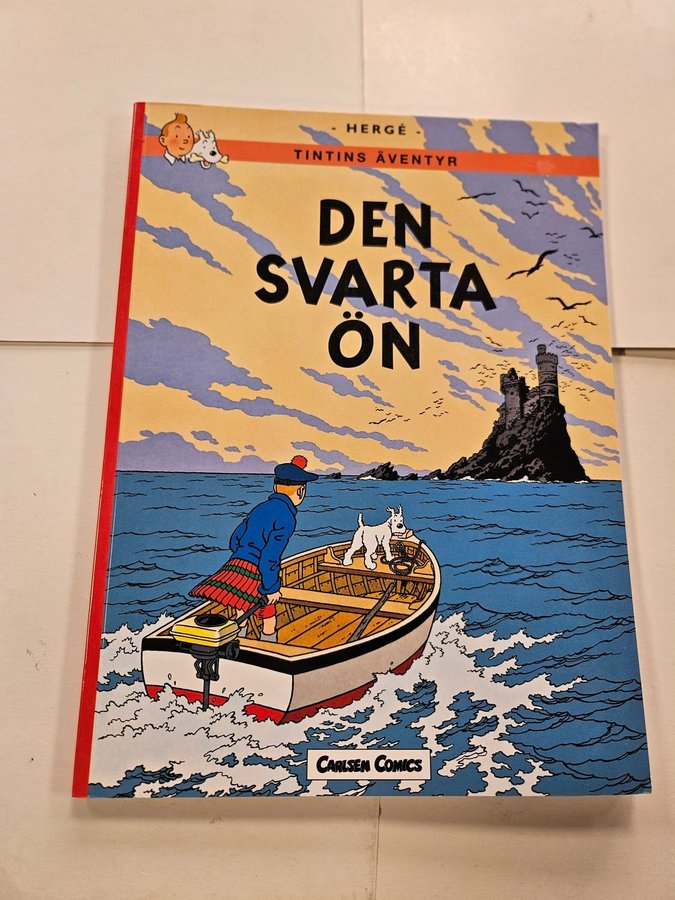 - HERGÉ -
TINTINS ÄVENTYR
DEN
SVARTA
ÖN
CARLSEN COMICS